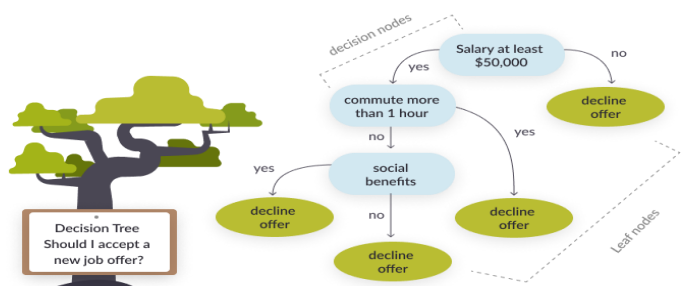 decision nodes
Salary at least
$50,000
yes
no
commute more
than 1 hour
decline
offer
no
yes
yes
social
benefits
decline
offer
no
decline
offer
decline
offer
Leaf nodes
Decision Tree
Should I accept a
new job offer?